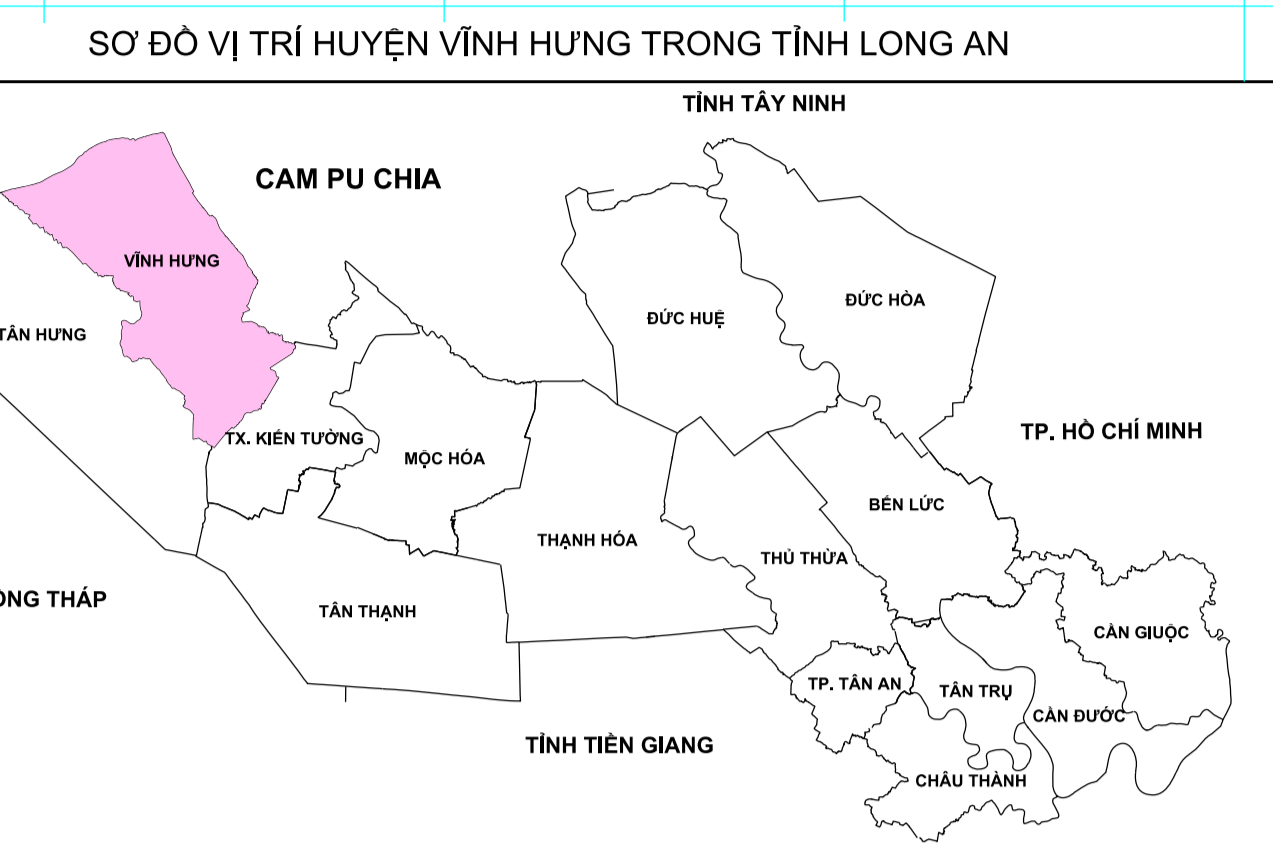 SƠ ĐỒ VỊ TRÍ HUYỆN VĨNH HƯNG TRONG TỈNH LONG AN
TỈNH TÂY NINH
CAM PU CHIA
VĨNH HƯNG
ĐỨC HÒA
ĐỨC HUỆ
TÂN HƯNG
TP. HỒ CHÍ MINH
TX. KIẾN TƯỜNG
MỘC HÓA
BẾN LỨC
THẠNH HÓA
THỦ THỪA
ỒNG THÁP
TÂN THẠNH
CẦN GIUỘC
TP. TÂN AN
TÂN TRỤ
CẦN ĐƯỚC
TỈNH TIỀN GIANG
CHÂU THÀNH